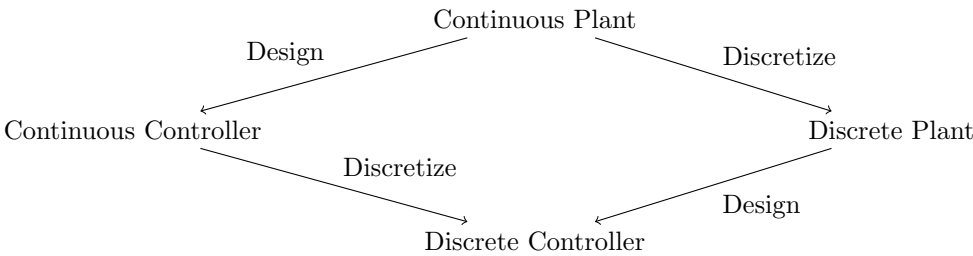 Continuous Plant
Design
Discretize
Continuous Controller
Discrete Plant
Discretize
Design
Discrete Controller